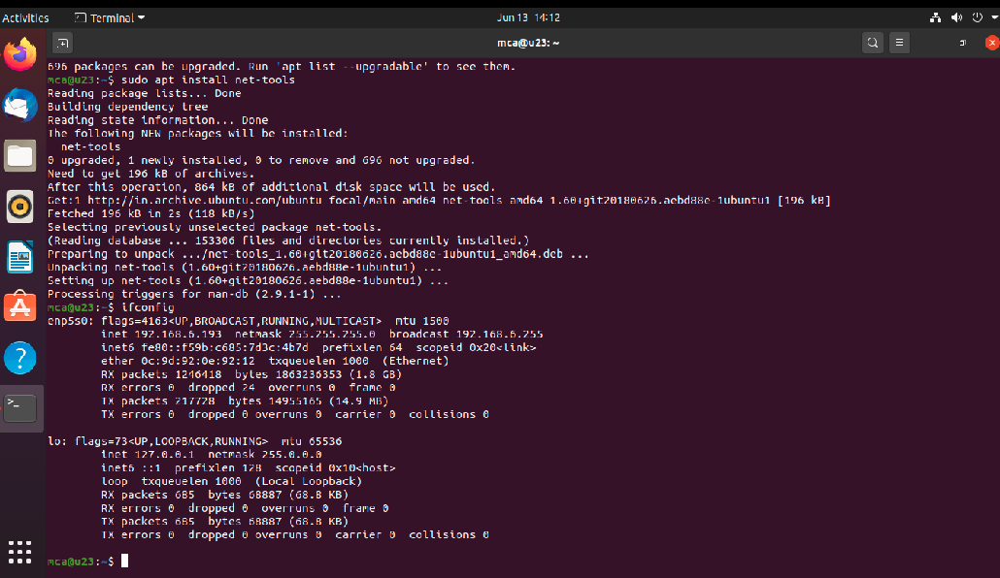 Activities
Terminal
Jun 13 14:12
mca@u23: ~
696 packages can be upgraded. Run 'apt list --upgradable' to see them.
mca@u23:~$ sudo apt install net-tools
Reading package lists... Done
Building dependency tree
Reading state information... Done
The following NEW packages will be installed:
net-tools
0 upgraded, 1 newly installed, 0 to remove and 696 not upgraded.
Need to get 196 kB of archives.
After this operation, 864 kB of additional disk space will be used.
Get:1 http://in.archive.ubuntu.com/ubuntu focal/main amd64 net-tools amd64 1.60+git20180626.aebd88e-1ubuntu1 [196 kB]
Fetched 196 kB in 2s (118 kB/s)
Selecting previously unselected package net-tools.
(Reading database ... 153306 files and directories currently installed.)
Preparing to unpack .../net-tools_1.60+git20180626.aebd88e-1ubuntu1_amd64.deb ...
Unpacking net-tools (1.60+git20180626.aebd88e-1ubuntu1) ...
Setting up net-tools (1.60+git20180626.aebd88e-1ubuntu1) ...
Processing triggers for man-db (2.9.1-1) ...
mca@u23:~$ ifconfig
enp5s0: flags=4163<UP,BROADCAST,RUNNING,MULTICAST>  mtu 1500
inet 192.168.6.193  netmask 255.255.255.0  broadcast 192.168.6.255
inet6 fe80::f59b:c685:7d3c:4b7d  prefixlen 64  scopeid 0x20<link>
ether 0c:9d:92:0e:92:12  txqueuelen 1000  (Ethernet)
RX packets 1246418  bytes 1863236353 (1.8 GB)
RX errors 0  dropped 24  overruns 0  frame 0
TX packets 217728  bytes 14955165 (14.9 MB)
TX errors 0  dropped 0 overruns 0  carrier 0  collisions 0
lo: flags=73<UP,LOOPBACK,RUNNING>  mtu 65536
inet 127.0.0.1  netmask 255.0.0.0
inet6 ::1  prefixlen 128  scopeid 0x10<host>
loop  txqueuelen 1000  (Local Loopback)
RX packets 685  bytes 68887 (68.8 KB)
RX errors 0  dropped 0  overruns 0  frame 0
TX packets 685  bytes 68887 (68.8 KB)
TX errors 0  dropped 0 overruns 0  carrier 0  collisions 0
mca@u23:~$